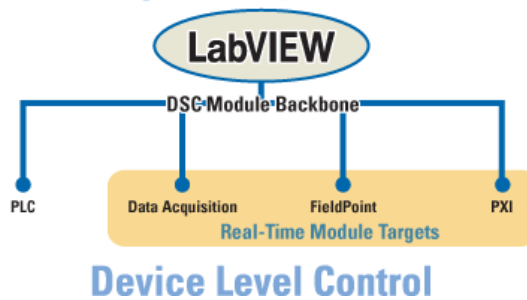 LabVIEW
DSC Module Backbone
PLC Data Acquisition FieldPoint PXI
Real-Time Module Targets
Device Level Control